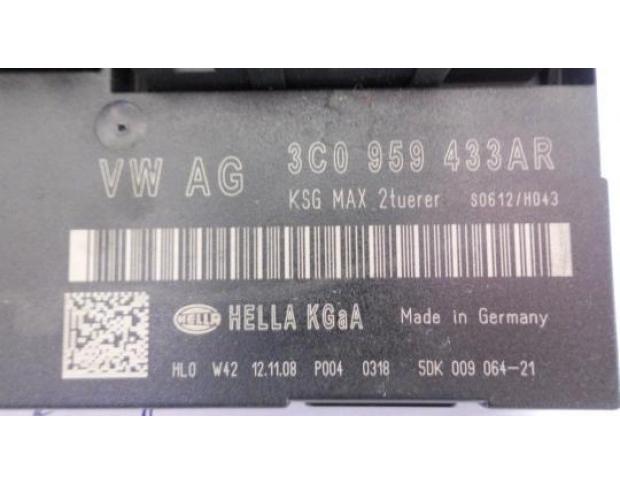 VW AG 3C0 959 433AR
KSG MAX 2tuerer S0612/H043
HELLA HELLA KGaA Made in Germany
HLO W42 12.11.08 P004 0318 5DK 009 064-21